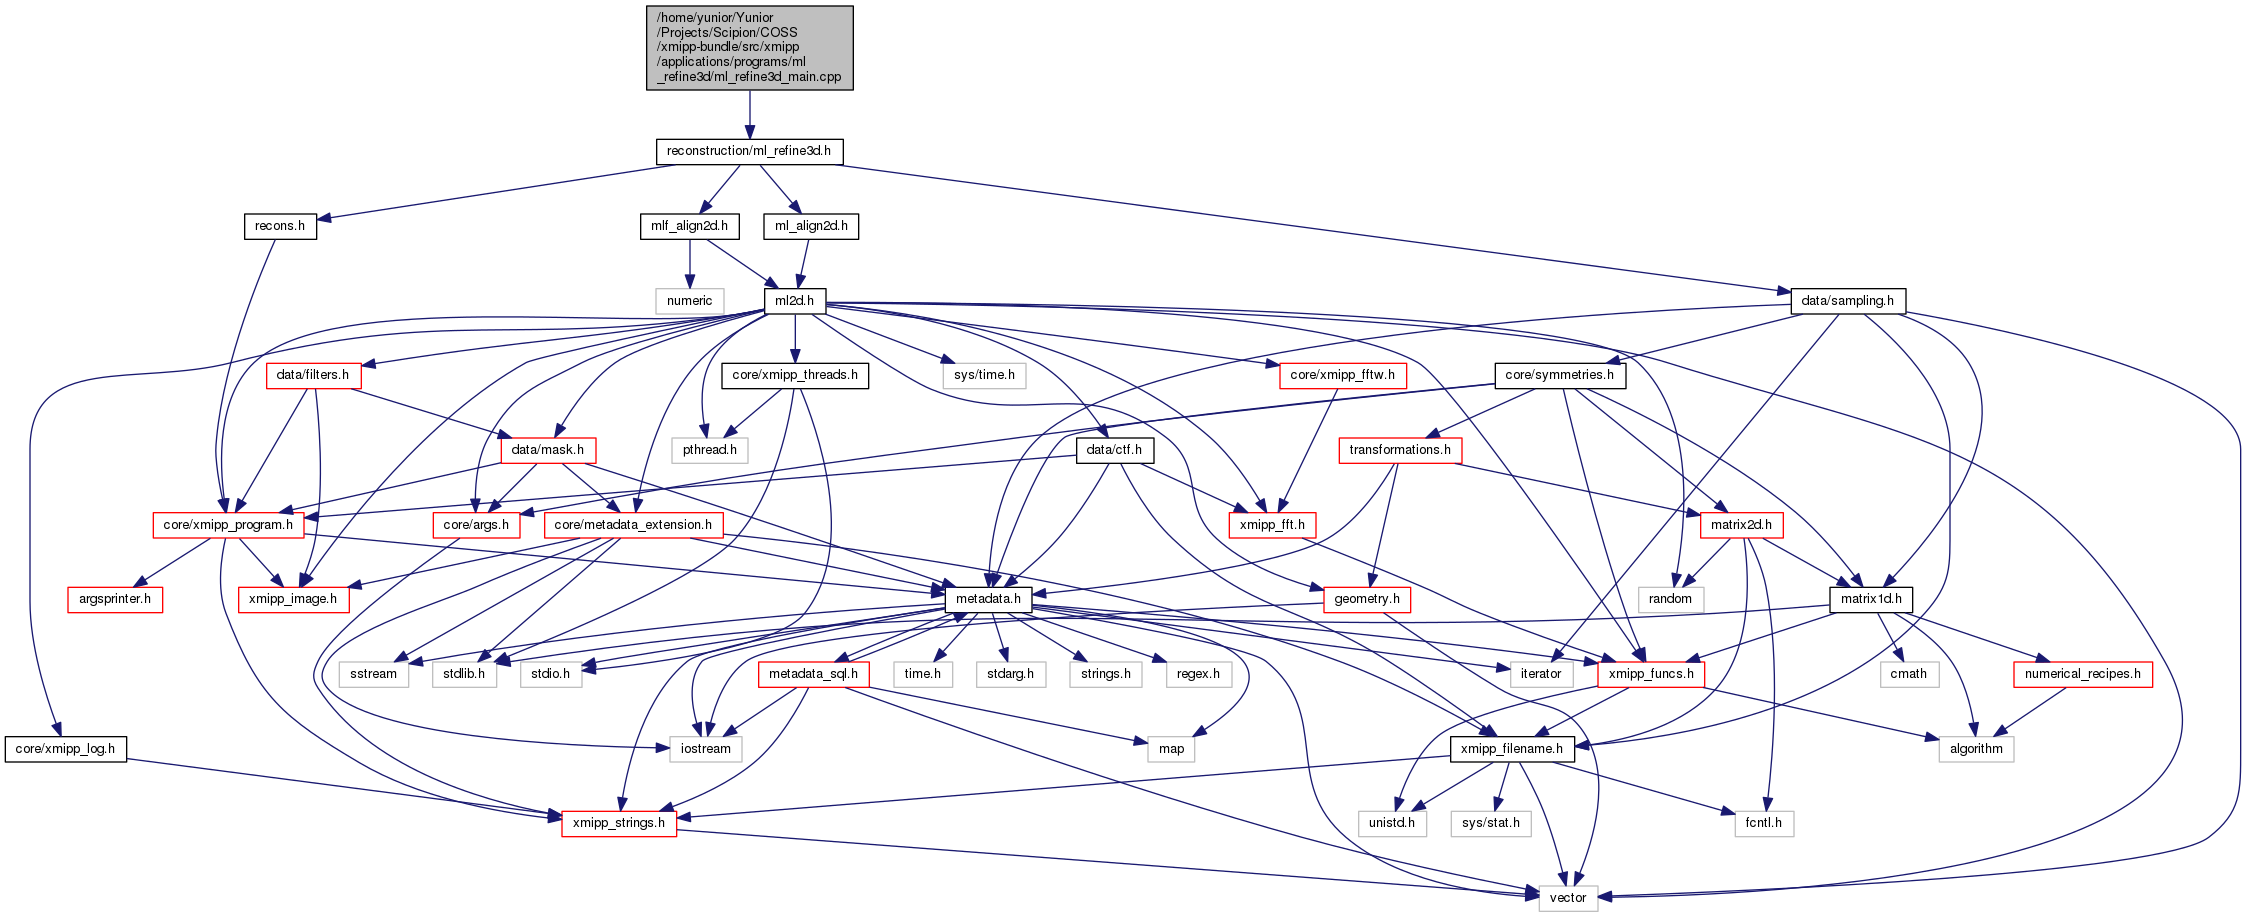 /home/yunior/Yunior
/Projects/Scipion/COSS
/xmipp-bundle/src/xmipp
/applications/programs/ml
_refine3d/ml_refine3d_main.cpp
reconstruction/ml_refine3d.h
recons.h
mlf_align2d.h
ml_align2d.h
numeric
ml2d.h
data/sampling.h
data/filters.h
core/xmipp_threads.h
sys/time.h
core/xmipp_fftw.h
core/symmetries.h
data/mask.h
pthread.h
data/ctf.h
transformations.h
core/xmipp_program.h
core/args.h
core/metadata_extension.h
xmipp_fft.h
matrix2d.h
argsprinter.h
xmipp_image.h
metadata.h
geometry.h
random
matrix1d.h
sstream
stdlib.h
stdio.h
metadata_sql.h
time.h
stdarg.h
strings.h
regex.h
iterator
xmipp_funcs.h
cmath
numerical_recipes.h
core/xmipp_log.h
iostream
map
xmipp_filename.h
algorithm
xmipp_strings.h
unistd.h
sys/stat.h
fcntl.h
vector